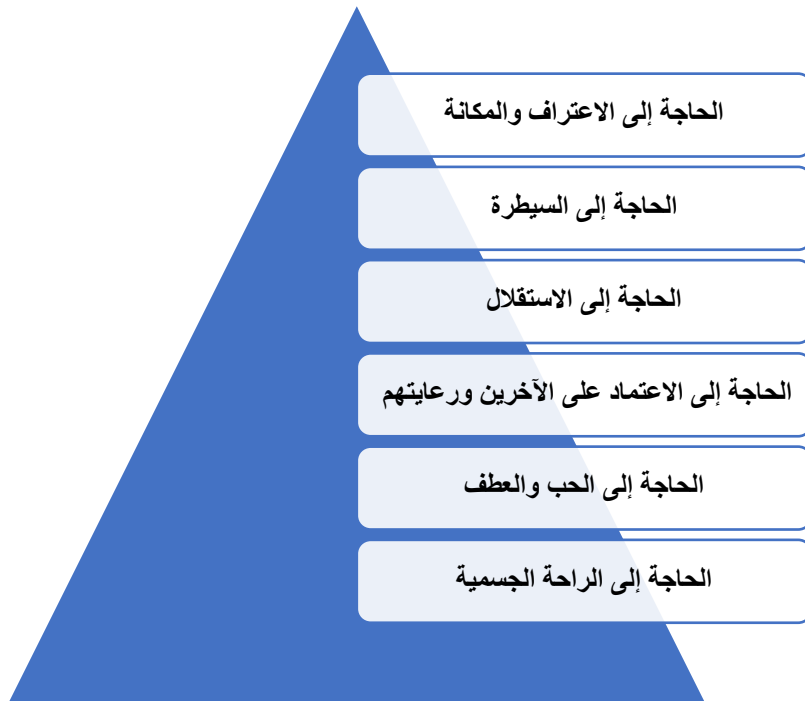 الحاجة إلى الاعتراف والمكانة
الحاجة إلى السيطرة
الحاجة إلى الاستقلال
الحاجة إلى الاعتماد على الآخرين ورعايتهم
الحاجة إلى الحب والعطف
الحاجة إلى الراحة الجسمية